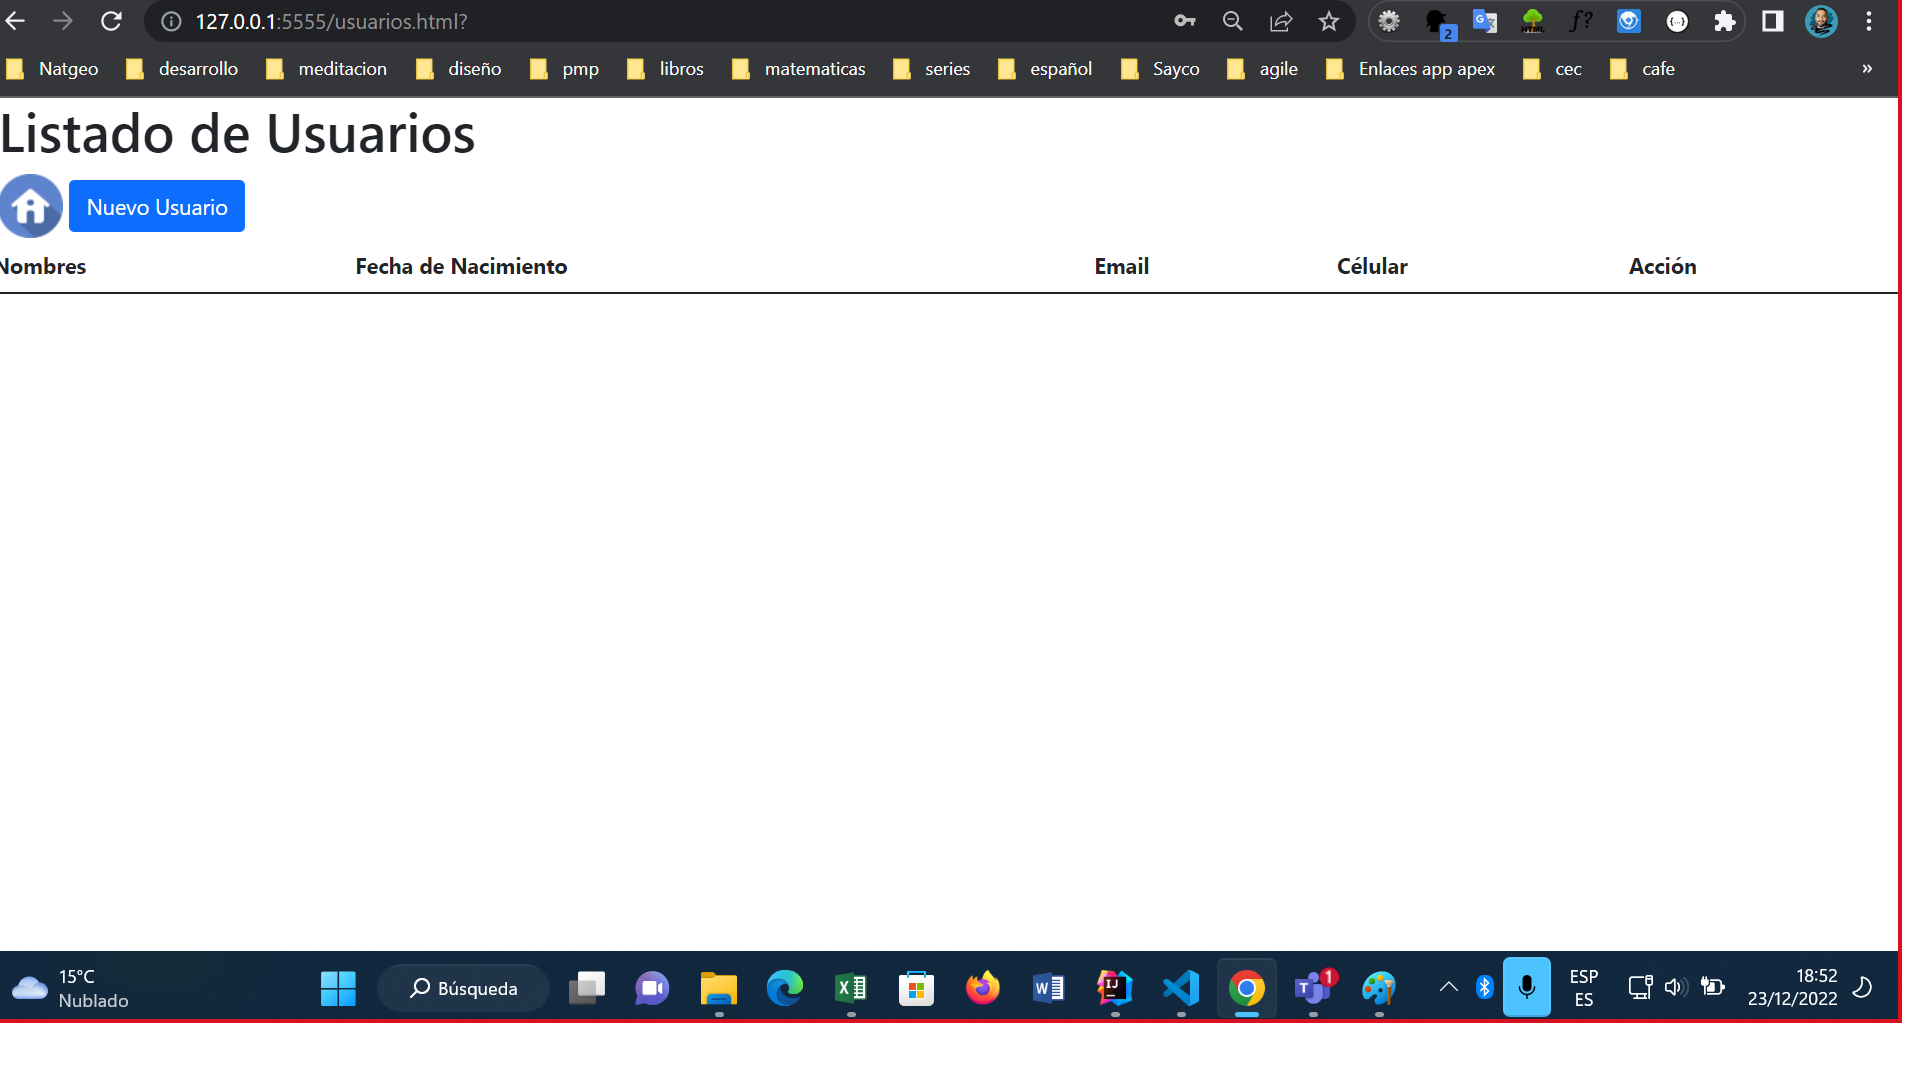 127.0.0.1:5555/usuarios.html?
2
Natgeo desarrollo meditacion diseño pmp libros matematicas series español Sayco agile Enlaces app apex cec cafe »
Listado de Usuarios
Nuevo Usuario
Nombres Fecha de Nacimiento Email Célular Acción
15°C
Nublado
Búsqueda
1
ESP
ES
18:52
23/12/2022